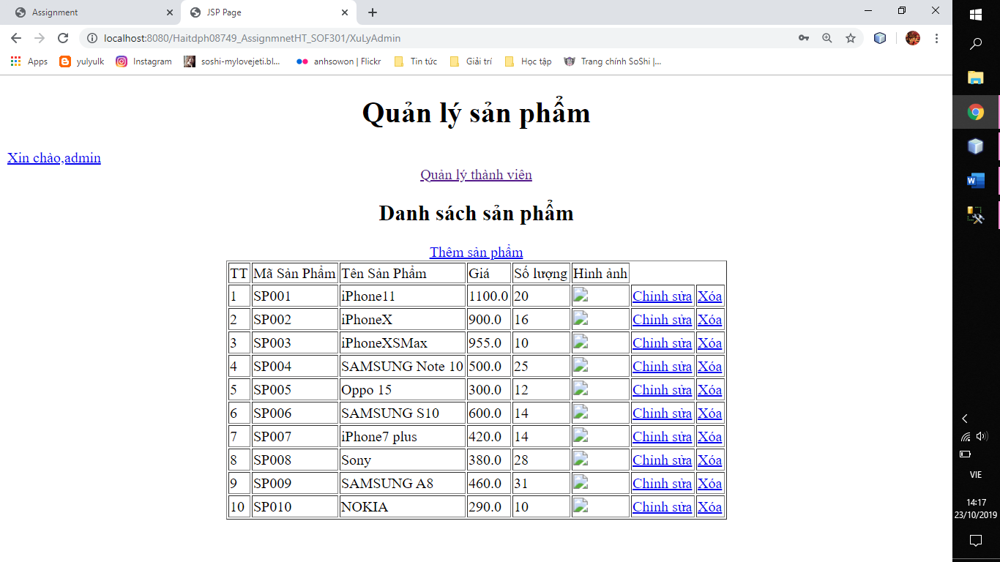 Assignment
JSP Page
localhost:8080/Haitdph08749_AssignmnetHT_SOF301/XuLyAdmin
Apps yulyulk Instagram soshi-mylovejeti.bl... anhsowon | Flickr Tin tức Giải trí Học tập Trang chính SoShi |...
Quản lý sản phẩm
Xin chào,admin
Quản lý thành viên
Danh sách sản phẩm
Thêm sản phẩm
TT Mã Sản Phẩm Tên Sản Phẩm Giá Số lượng Hình ảnh
1 SP001 iPhone11 1100.0 20 Chỉnh sửa Xóa
2 SP002 iPhoneX 900.0 16 Chỉnh sửa Xóa
3 SP003 iPhoneXSMax 955.0 10 Chỉnh sửa Xóa
4 SP004 SAMSUNG Note 10 500.0 25 Chỉnh sửa Xóa
5 SP005 Oppo 15 300.0 12 Chỉnh sửa Xóa
6 SP006 SAMSUNG S10 600.0 14 Chỉnh sửa Xóa
7 SP007 iPhone7 plus 420.0 14 Chỉnh sửa Xóa
8 SP008 Sony 380.0 28 Chỉnh sửa Xóa
9 SP009 SAMSUNG A8 460.0 31 Chỉnh sửa Xóa
10 SP010 NOKIA 290.0 10 Chỉnh sửa Xóa
VIE
14:17
23/10/2019